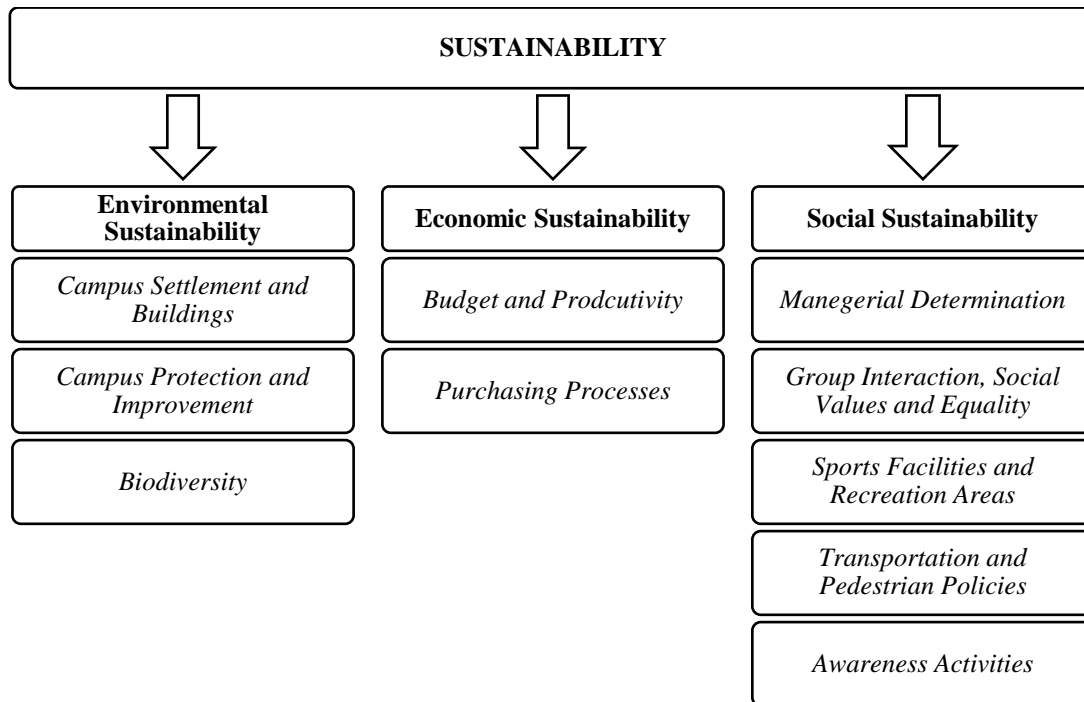 SUSTAINABILITY
Environmental
Sustainability
Campus Settlement and
Buildings
Campus Protection and
Improvement
Biodiversity
Economic Sustainability
Budget and Prodcutivity
Purchasing Processes
Social Sustainability
Manegerial Determination
Group Interaction, Social
Values and Equality
Sports Facilities and
Recreation Areas
Transportation and
Pedestrian Policies
Awareness Activities